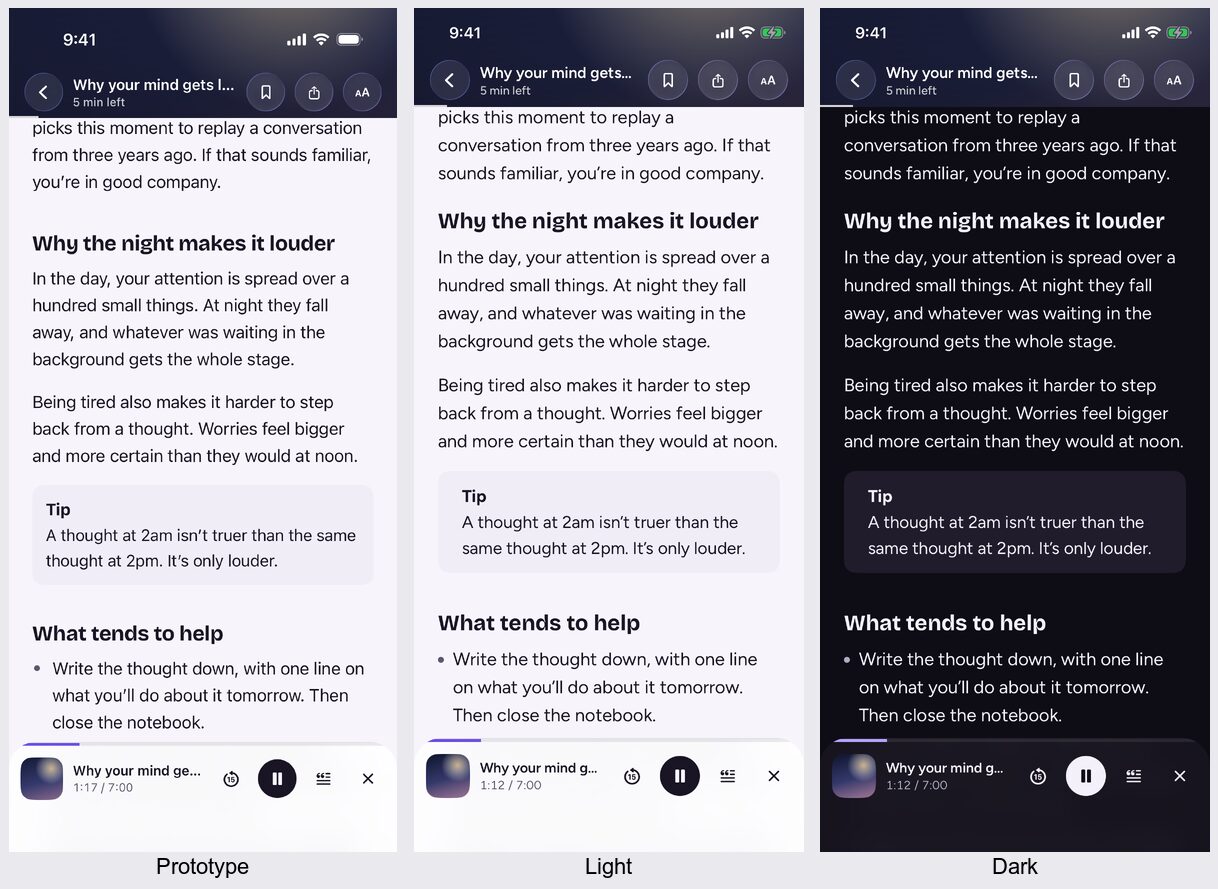 9:41
Why your mind gets l...
5 min left
AA
picks this moment to replay a conversation
from three years ago. If that sounds familiar,
you're in good company.
Why the night makes it louder
In the day, your attention is spread over a
hundred small things. At night they fall
away, and whatever was waiting in the
background gets the whole stage.
Being tired also makes it harder to step
back from a thought. Worries feel bigger
and more certain than they would at noon.
Tip
A thought at 2am isn't truer than the same
thought at 2pm. It's only louder.
What tends to help
• Write the thought down, with one line on
what you'll do about it tomorrow. Then
close the notebook.
Why your mind ge...
1:17 / 7:00
15
Prototype
9:41
Why your mind gets...
5 min left
AA
picks this moment to replay a
conversation from three years ago. If that
sounds familiar, you're in good company.
Why the night makes it louder
In the day, your attention is spread over a
hundred small things. At night they fall
away, and whatever was waiting in the
background gets the whole stage.
Being tired also makes it harder to step
back from a thought. Worries feel bigger
and more certain than they would at noon.
Tip
A thought at 2am isn't truer than the
same thought at 2pm. It's only louder.
What tends to help
• Write the thought down, with one line
on what you'll do about it tomorrow.
Then close the notebook.
Why your mind g...
1:12 / 7:00
15
Light
9:41
Why your mind gets...
5 min left
AA
picks this moment to replay a
conversation from three years ago. If that
sounds familiar, you're in good company.
Why the night makes it louder
In the day, your attention is spread over a
hundred small things. At night they fall
away, and whatever was waiting in the
background gets the whole stage.
Being tired also makes it harder to step
back from a thought. Worries feel bigger
and more certain than they would at noon.
Tip
A thought at 2am isn't truer than the
same thought at 2pm. It's only louder.
What tends to help
• Write the thought down, with one line
on what you'll do about it tomorrow.
Then close the notebook.
Why your mind g...
1:12 / 7:00
15
Dark